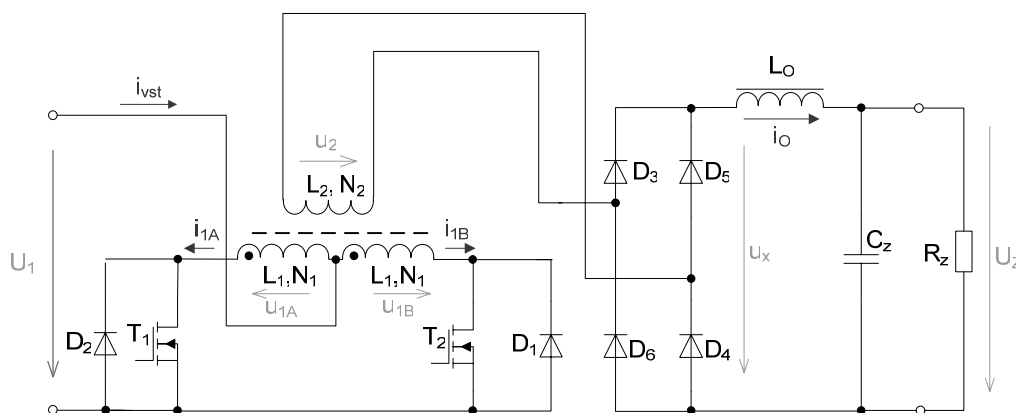 L_O
i_vst
i_O
u_2
D_3
D_5
L_2, N_2
i_1A
i_1B
U_1
L_1,N_1
L_1,N_1
u_x
C_z
R_z
U_z
u_1A
u_1B
D_2
T_1
T_2
D_1
D_6
D_4